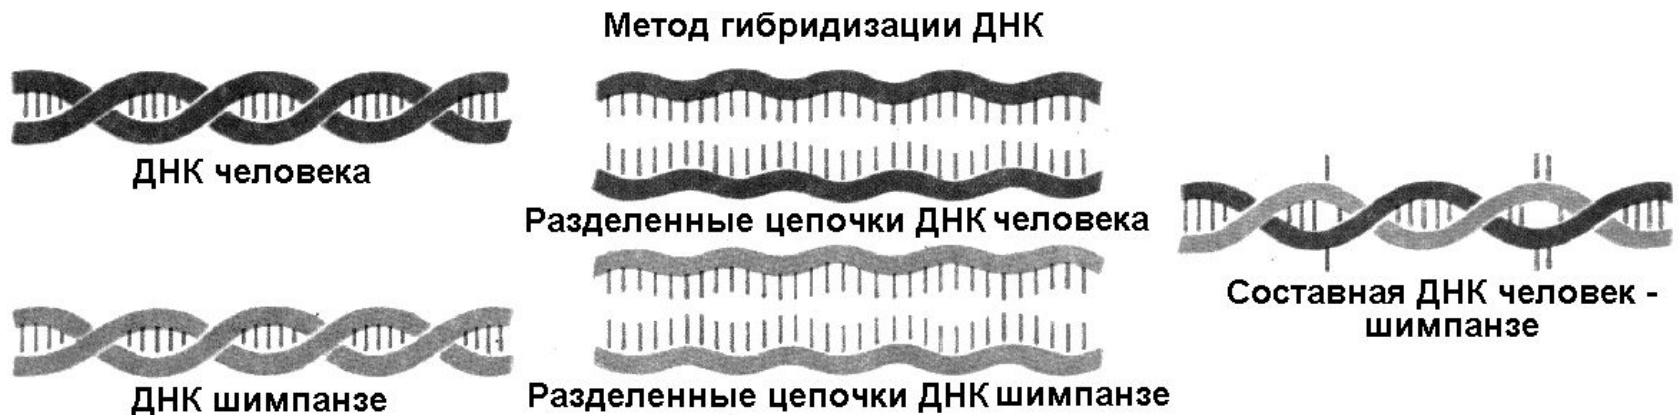 Метод гибридизации ДНК
ДНК человека
Разделенные цепочки ДНК человека
ДНК шимпанзе
Разделенные цепочки ДНК шимпанзе
Составная ДНК человек -
шимпанзе